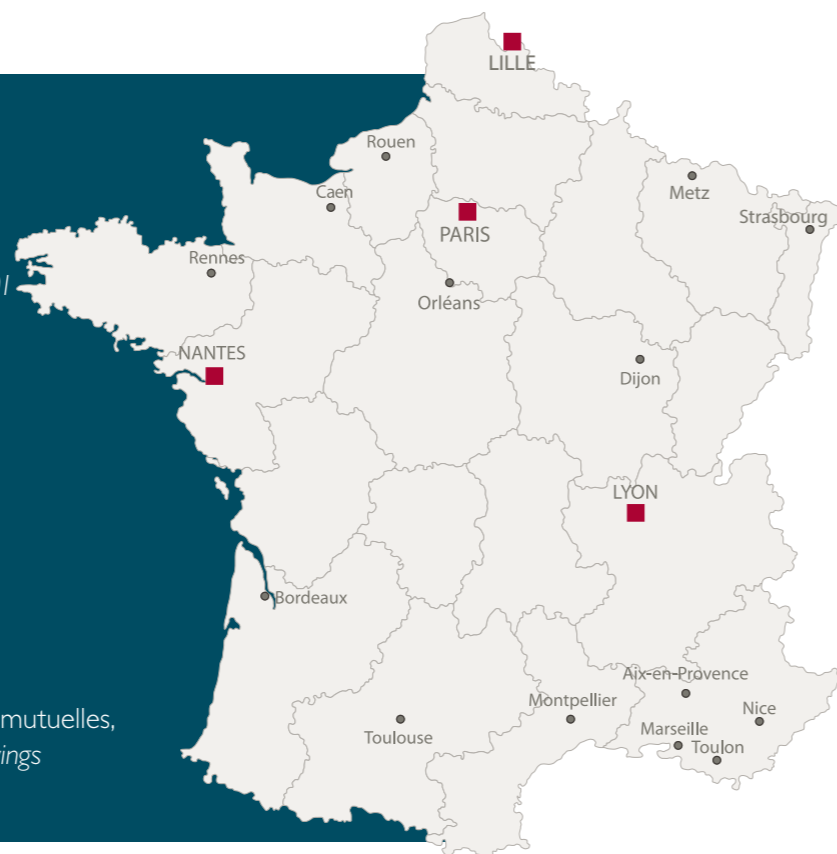 LILLE
Rouen
Metz
Caen
Strasbourg
PARIS
Rennes
Orléans
NANTES
Dijon
LYON
Bordeaux
Aix-en-Provence
Montpellier
Nice
mutuelles,
Marseille
Toulouse
Toulon
ings